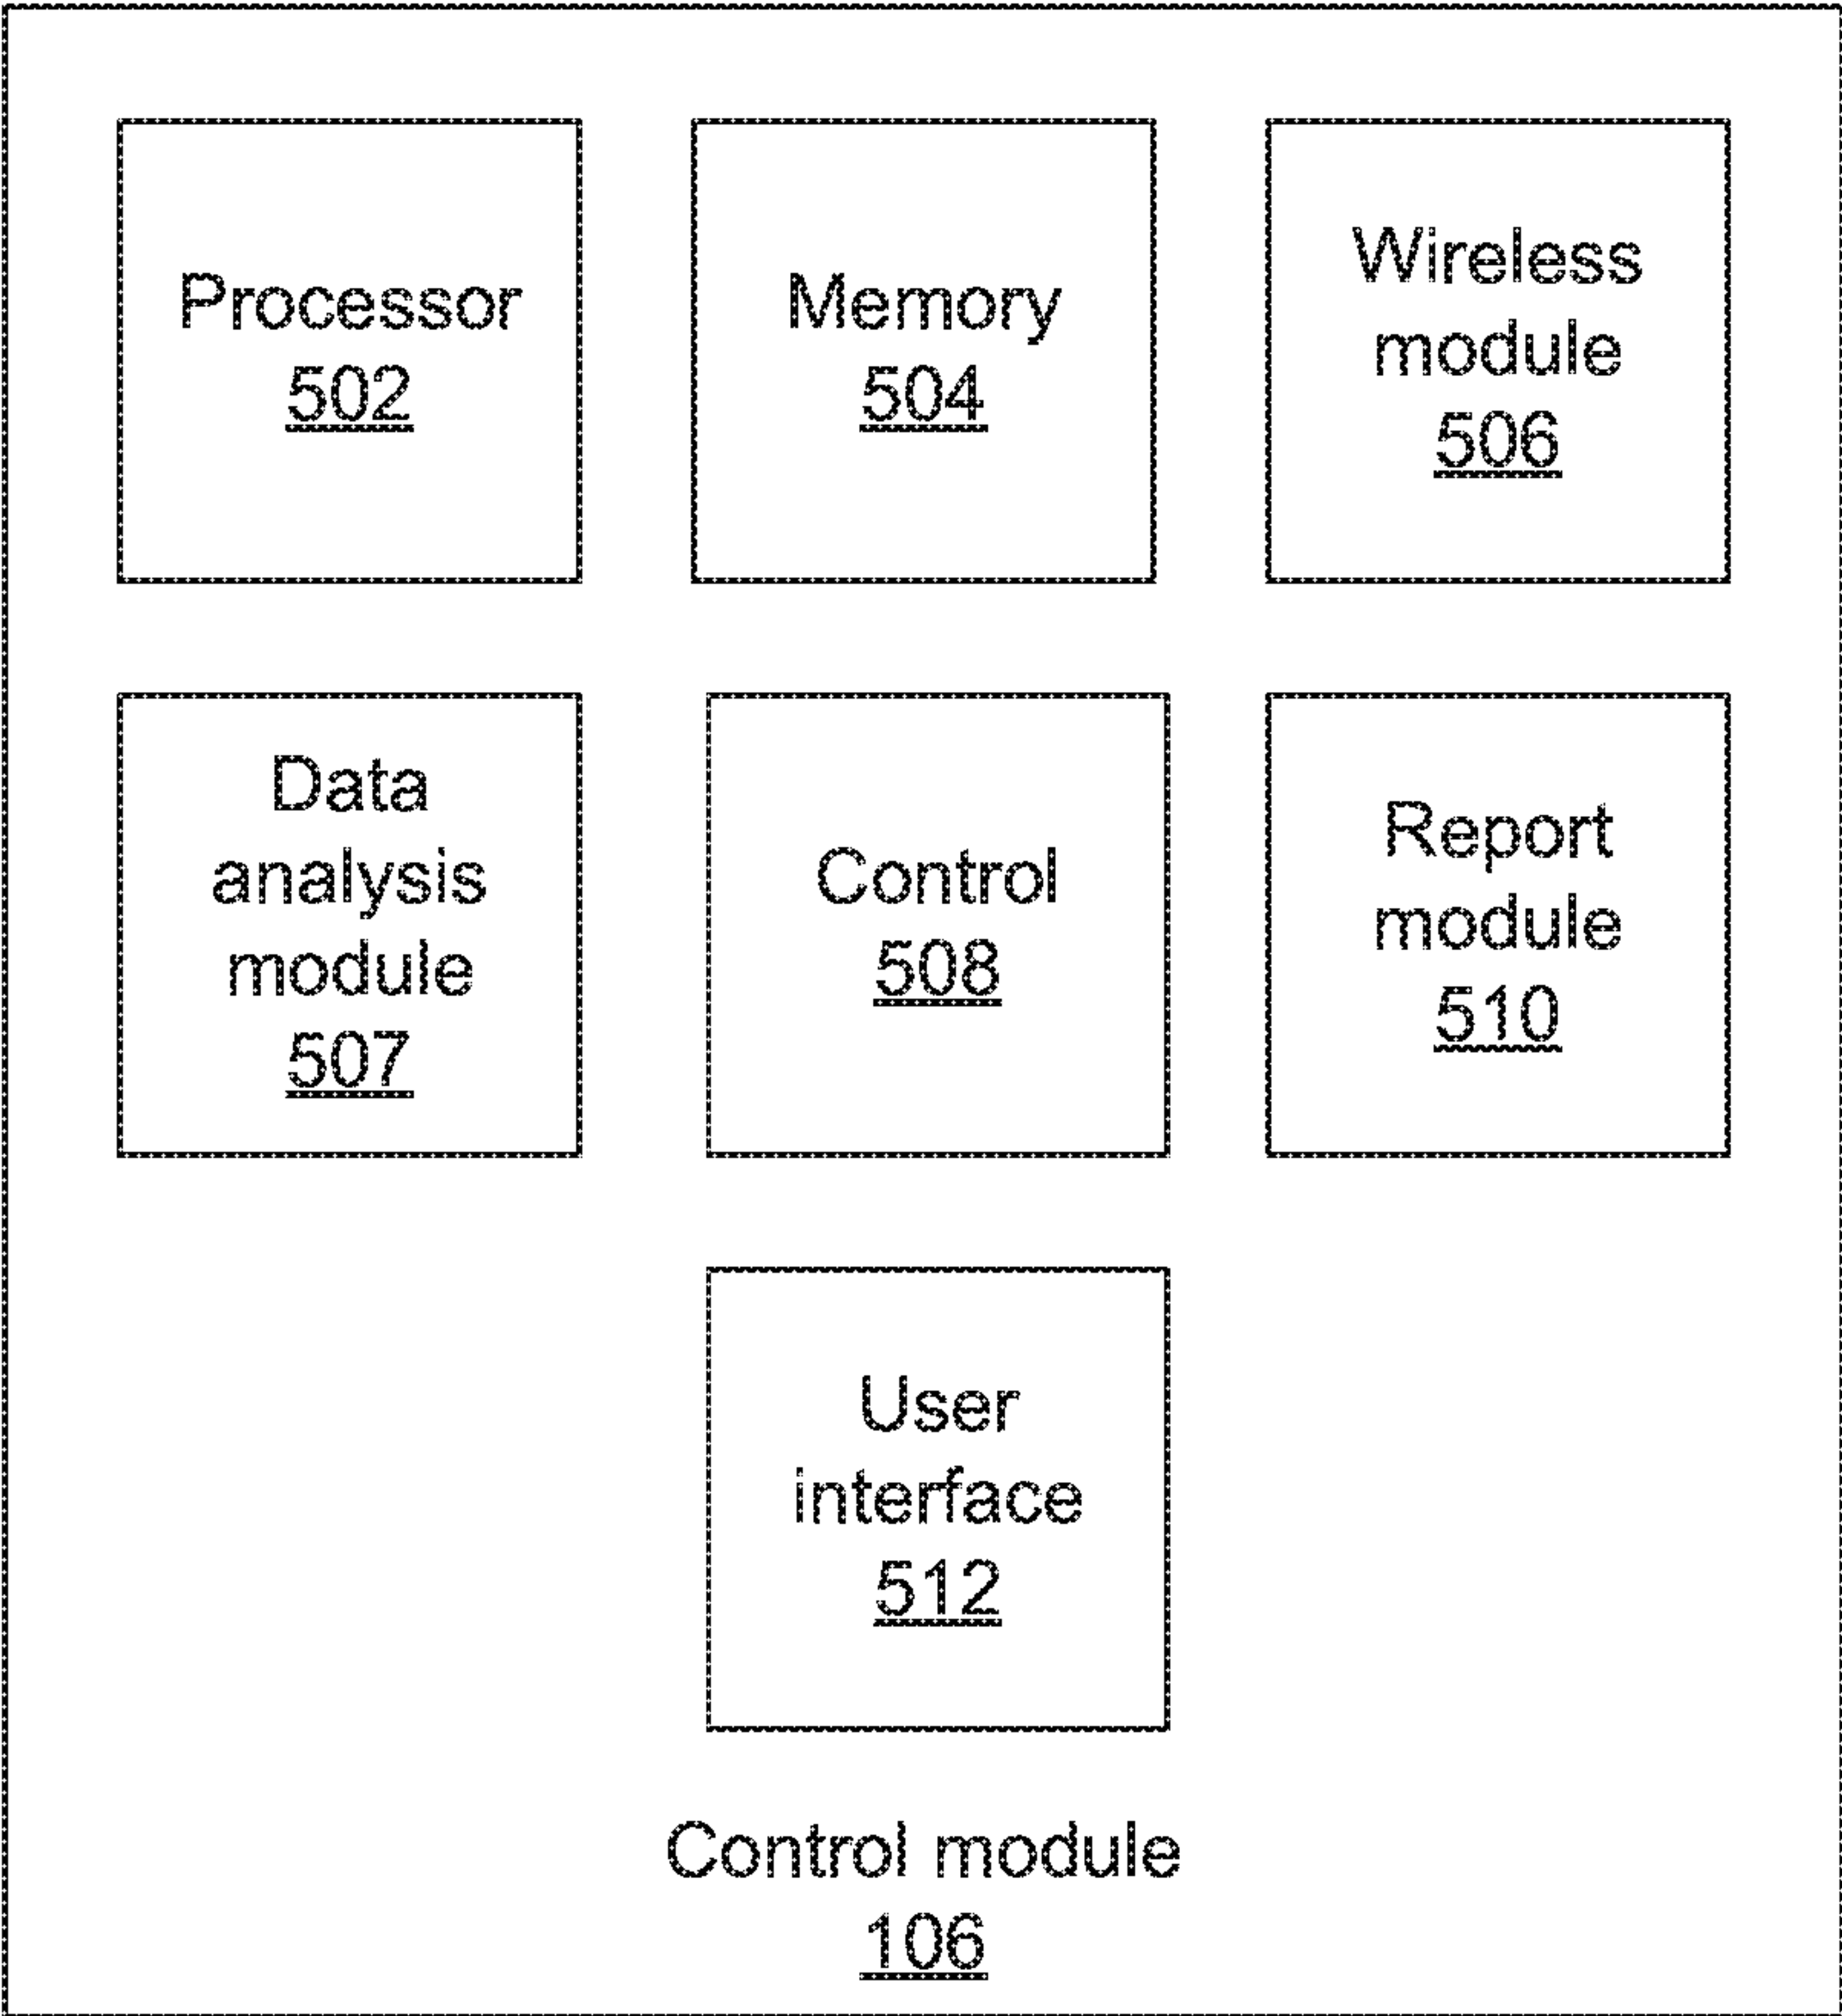 Processor
502
Memory
504
Wireless
module
506
Data
analysis
module
507
Control
508
Report
module
510
User
interface
512
Control module
106